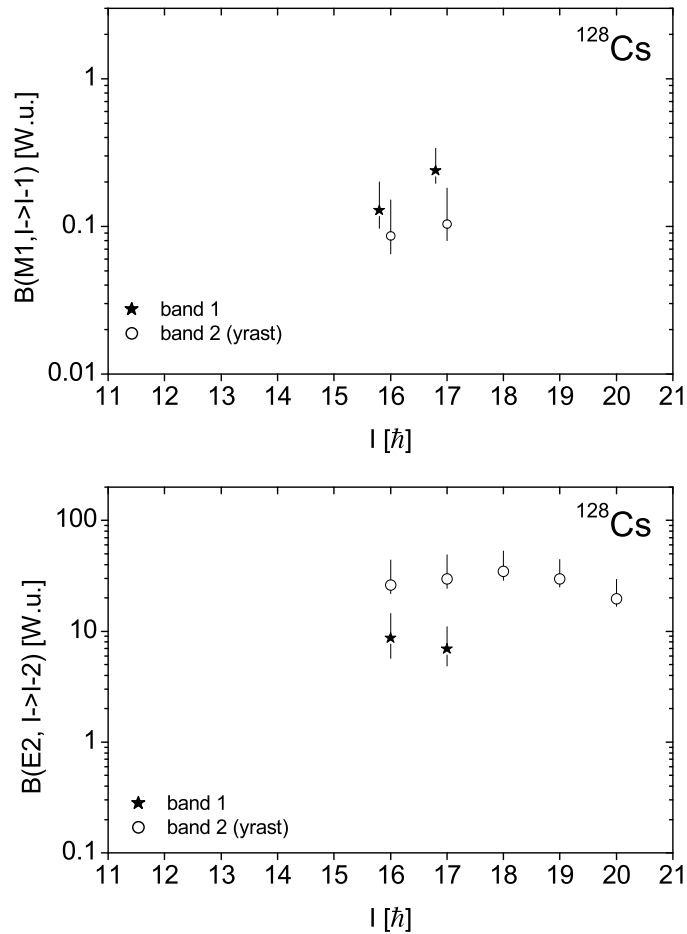 128Cs
B(M1,I->I-1) [W.u.]
1
0.1
0.01
★ band 1
○ band 2 (yrast)
11 12 13 14 15 16 17 18 19 20 21
I [ℏ]
128Cs
B(E2, I->I-2) [W.u.]
100
10
1
0.1
★ band 1
○ band 2 (yrast)
11 12 13 14 15 16 17 18 19 20 21
I [ℏ]